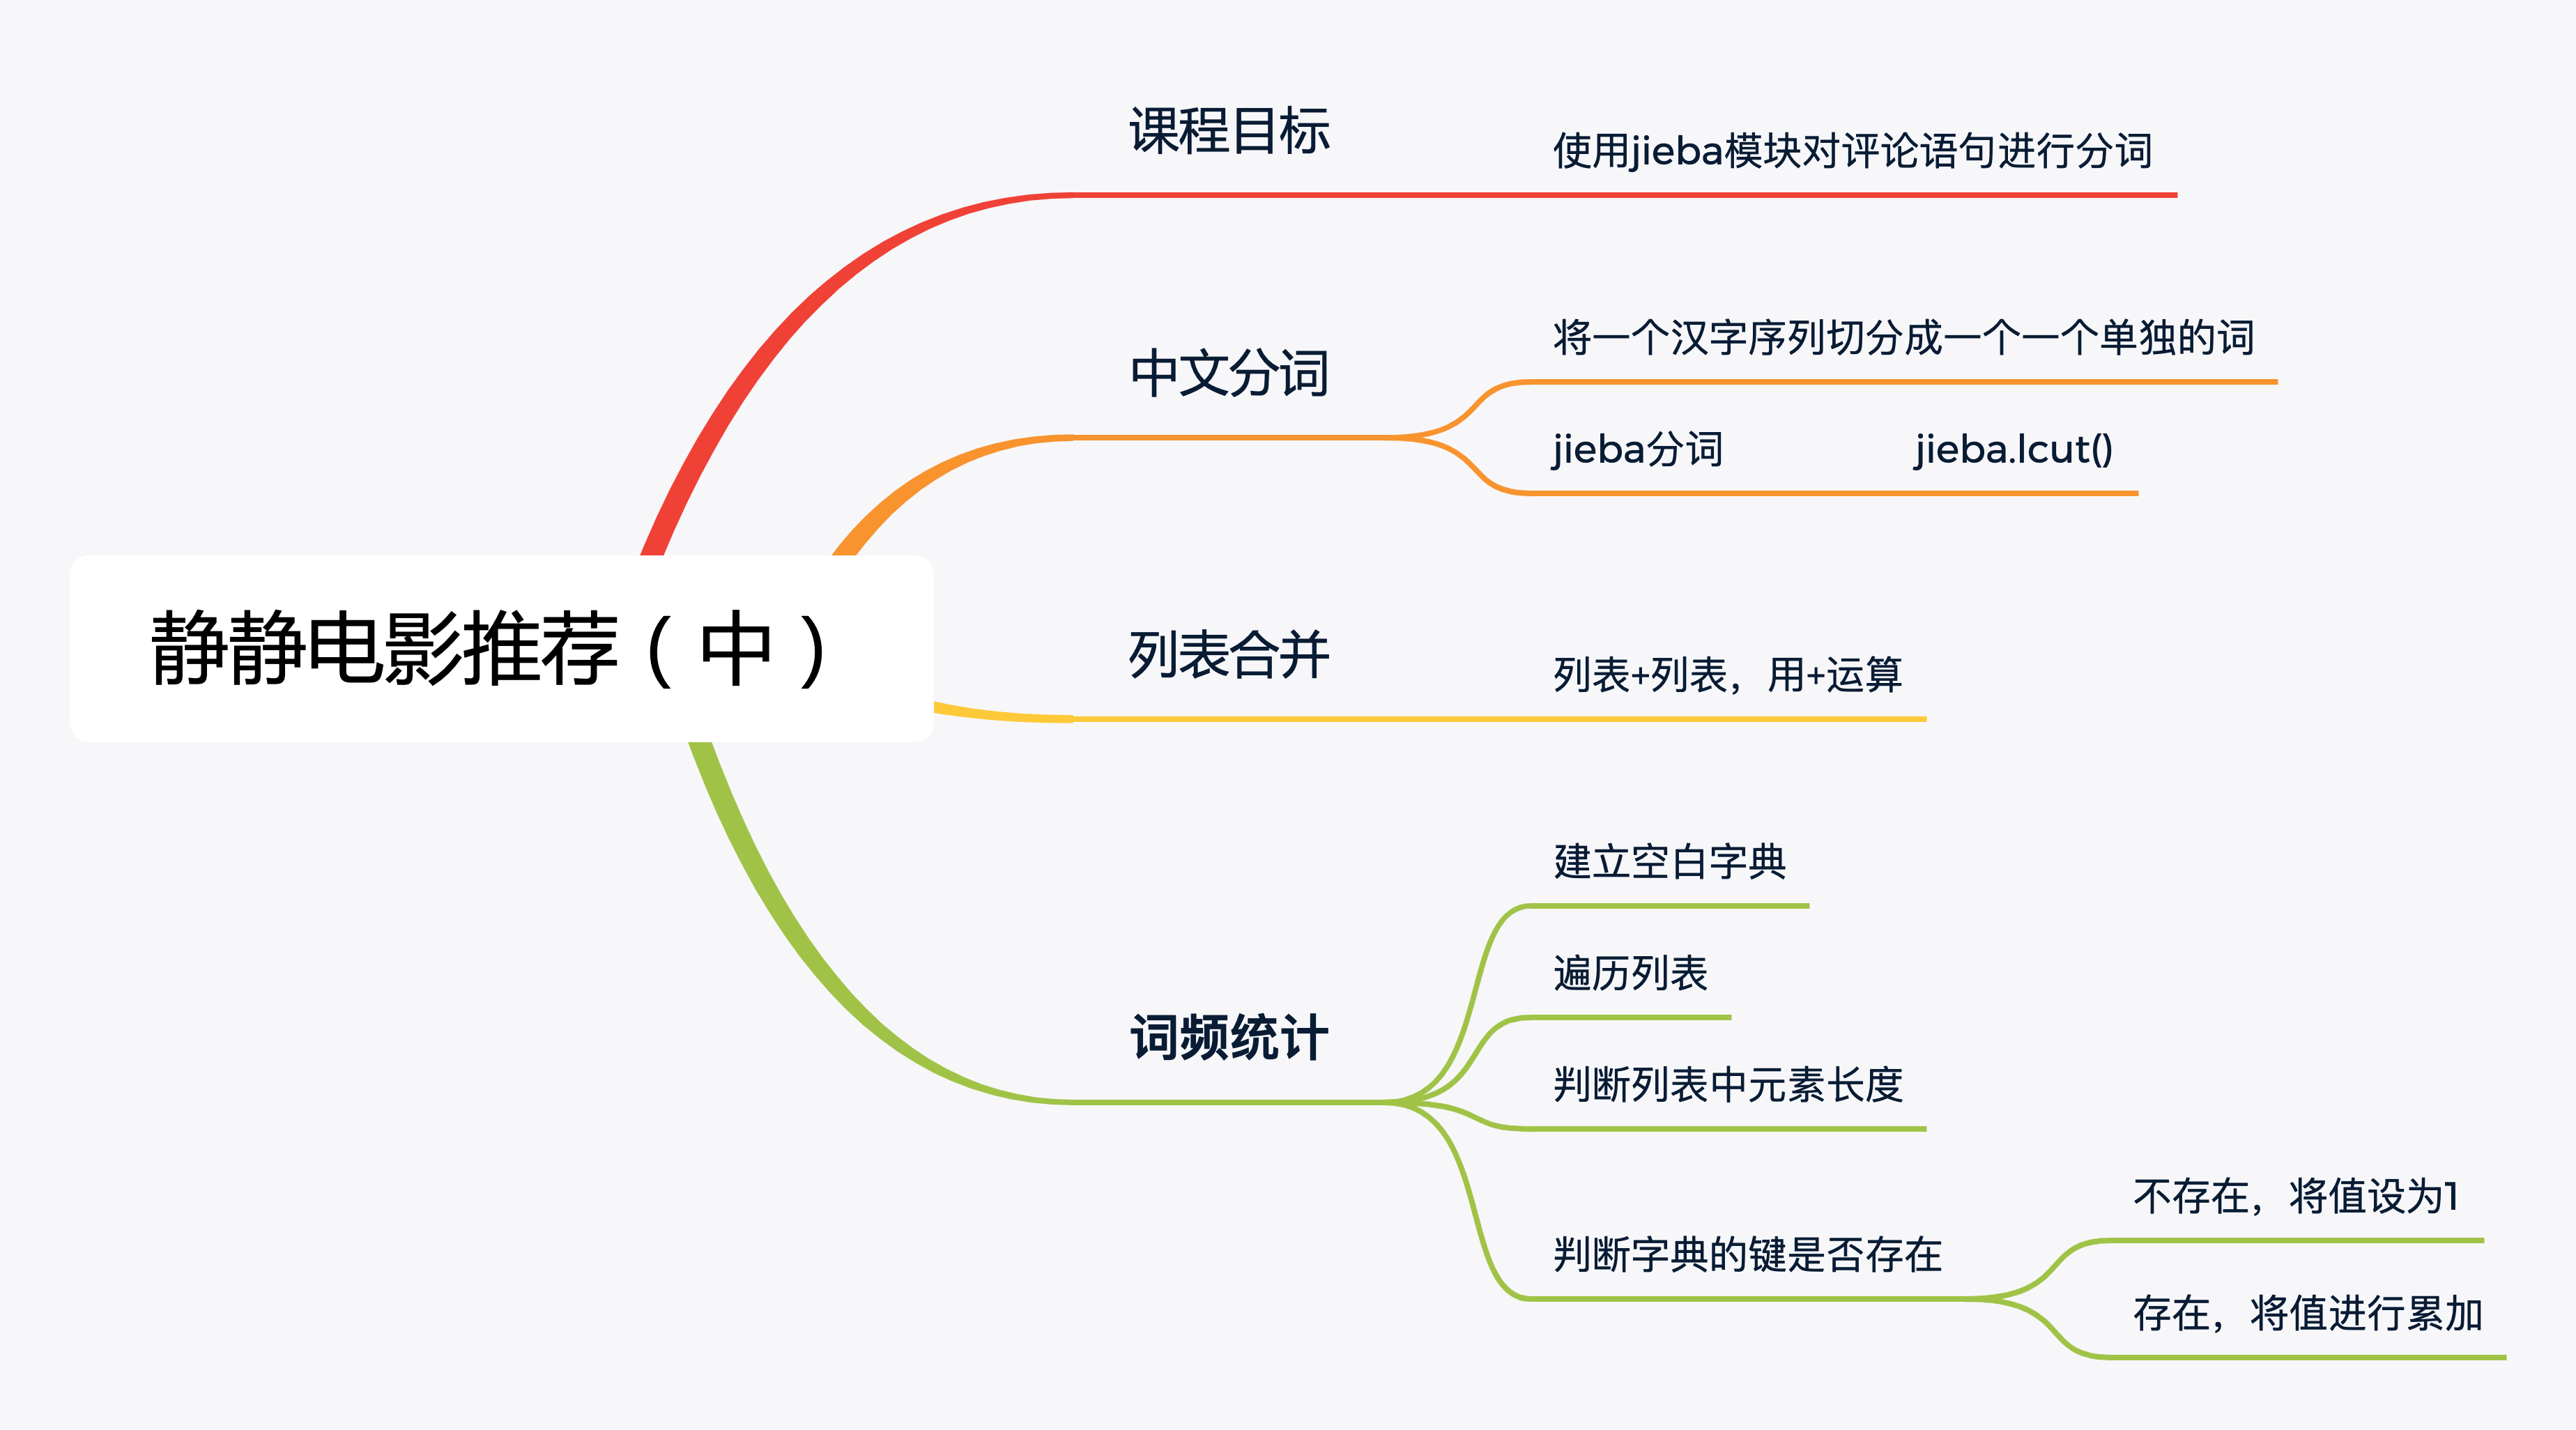 静静电影推荐（中）
课程目标
使用jieba模块对评论语句进行分词
中文分词
将一个汉字序列切分成一个一个单独的词
jieba分词
jieba.lcut()
列表合并
列表+列表，用+运算
词频统计
建立空白字典
遍历列表
判断列表中元素长度
判断字典的键是否存在
不存在，将值设为1
存在，将值进行累加